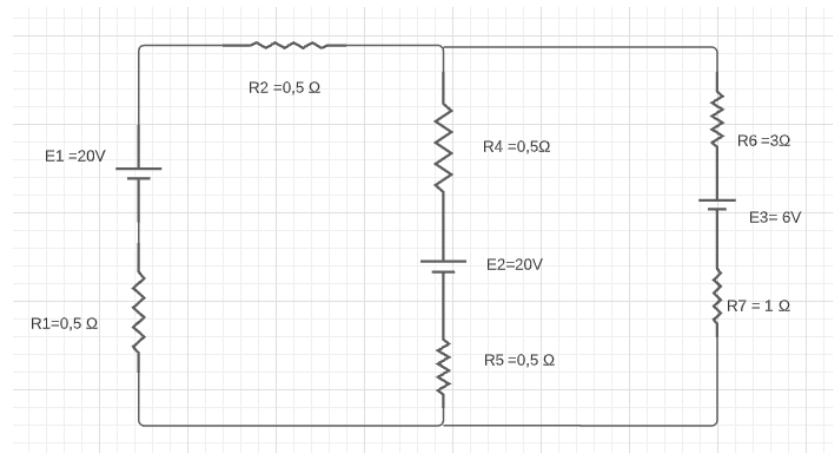 R2 =0,5 Ω
R4 =0,5Ω
R6 =3Ω
E1 =20V
E3= 6V
E2=20V
R7 = 1 Ω
R1=0,5 Ω
R5 =0,5 Ω